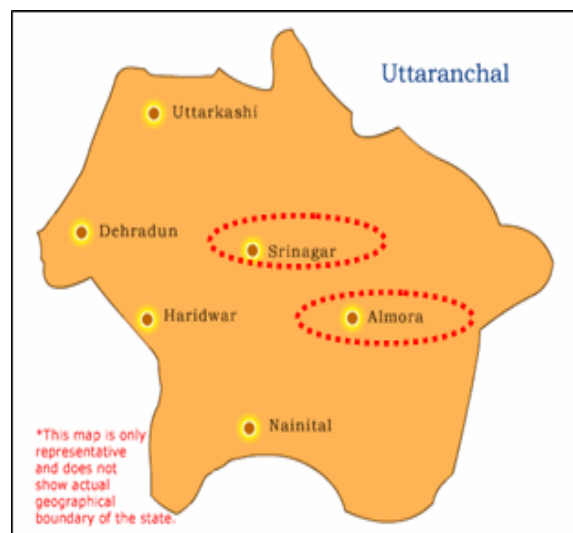 Uttaranchal
Uttarkashi
Dehradun
Srinagar
Haridwar
Almora
Nainital
*This map is only
representative
and does not
show actual
geographical
boundary of the state.